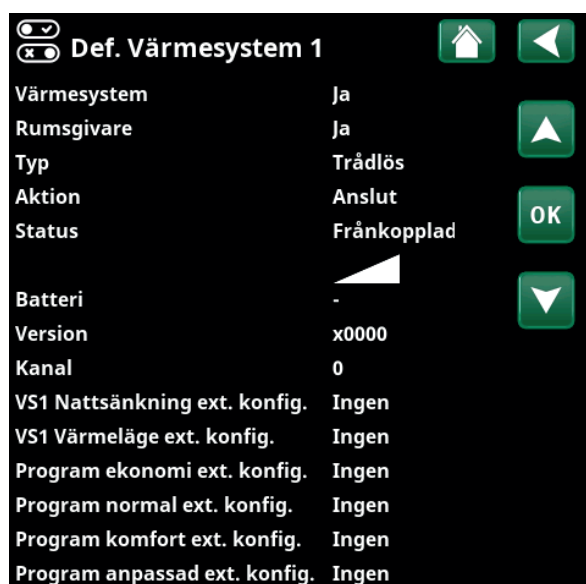 Def. Värmesystem 1
Värmesystem Ja
Rumsgivare Ja
Typ Trådlös
Aktion Anslut
OK
Status Frånkopplad
Batteri -
Version x0000
Kanal 0
VS1 Nattsänkning ext. konfig. Ingen
VS1 Värmeläge ext. konfig. Ingen
Program ekonomi ext. konfig. Ingen
Program normal ext. konfig. Ingen
Program komfort ext. konfig. Ingen
Program anpassad ext. konfig. Ingen